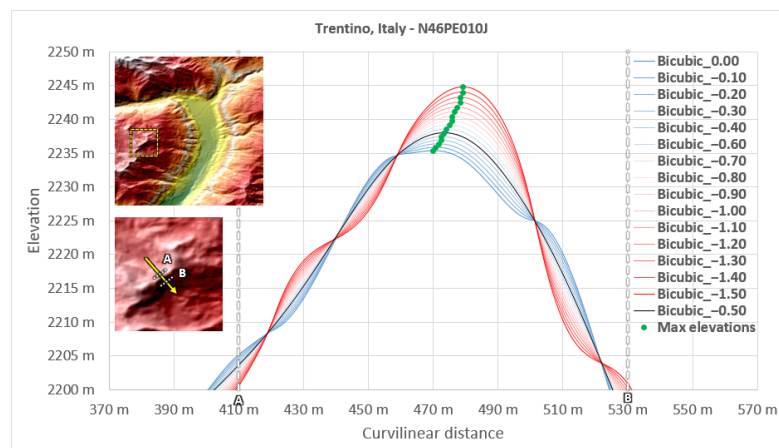 Trentino, Italy - N46PE010J
2250 m
2245 m
2240 m
2235 m
2230 m
2225 m
2220 m
2215 m
2210 m
2205 m
2200 m
Elevation
A
B
Bicubic_0.00
Bicubic_−0.10
Bicubic_−0.20
Bicubic_−0.30
Bicubic_−0.40
Bicubic_−0.60
Bicubic_−0.70
Bicubic_−0.80
Bicubic_−0.90
Bicubic_−1.00
Bicubic_−1.10
Bicubic_−1.20
Bicubic_−1.30
Bicubic_−1.40
Bicubic_−1.50
Bicubic_−0.50
Max elevations
A
B
370 m 390 m 410 m 430 m 450 m 470 m 490 m 510 m 530 m 550 m 570 m
Curvilinear distance